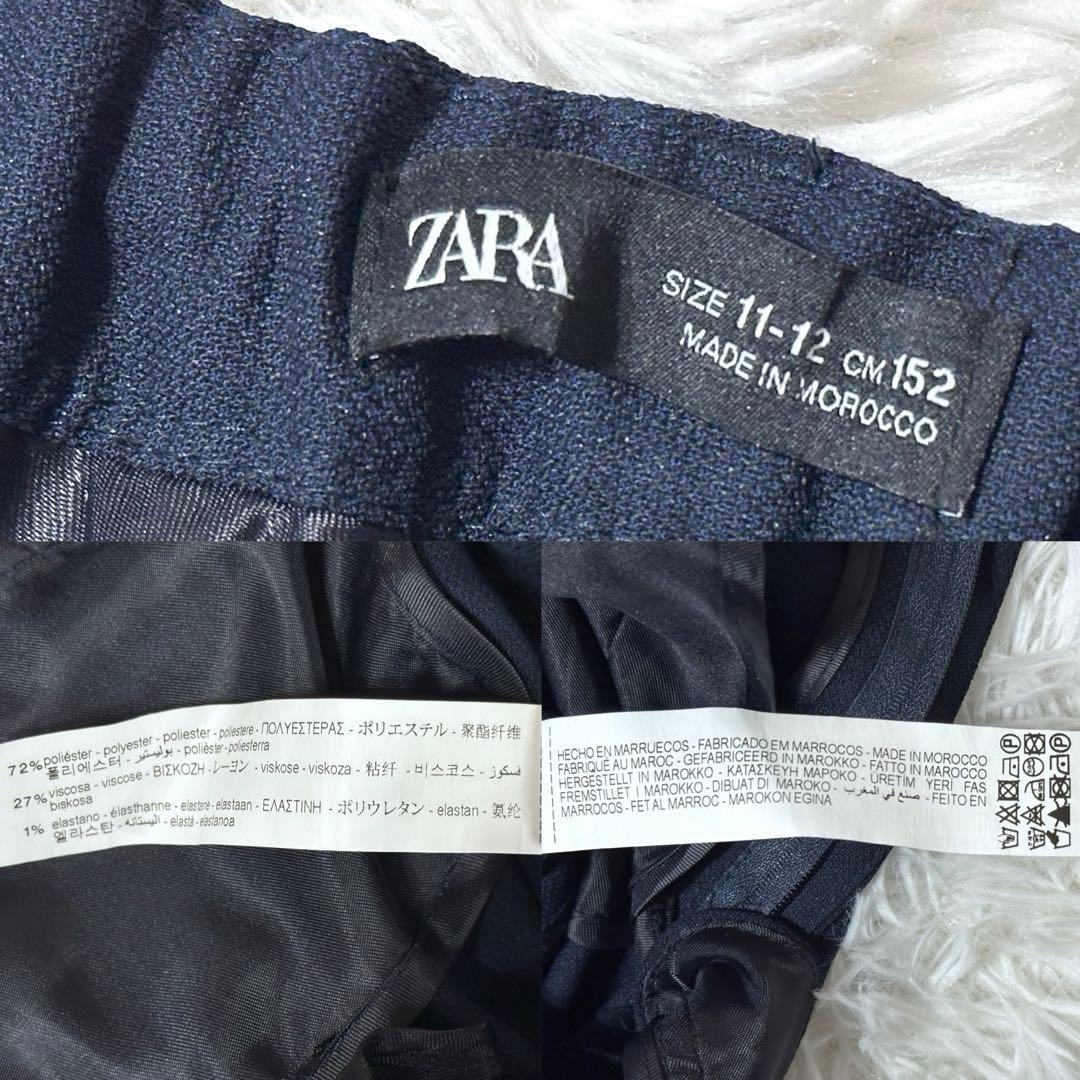 ZARA
SIZE 11-12 CM.152
MADE IN MOROCCO
72% poliéster - polyester - poliester - poliestere - ΠΟΛΥΕΣΤΕΡΑΣ - ポリエステル - 聚酯纤维
폴리에스터 - بوليستير - polièster - poliesterra
27% viscosa - viscose - ΒΙΣΚΟΖΗ - レーヨン - viskose - viskoza - 粘纤 - 비스코스 - فسكوز -
biskosa
1% elastano - élasthanne - elastane - elastaan - ΕΛΑΣΤΙΝΗ - ポリウレタン - elastan - 氨纶
엘라스탄 - اليستانه - elastà - elastanoa
HECHO EN MARRUECOS - FABRICADO EM MARROCOS - MADE IN MOROCCO
FABRIQUÉ AU MAROC - GEFABRICEERD IN MAROKKO - FATTO IN MAROCCO
HERGESTELLT IN MAROKKO - ΚΑΤΑΣΚΕΥΗ ΜΑΡΟΚΟ - ÜRETIM YERI FAS
FREMSTILLET I MAROKKO - DIBUAT DI MAROKO - صنع في المغرب - FEITO EN
MARROCOS - FET AL MARROC - MAROKON EGINA